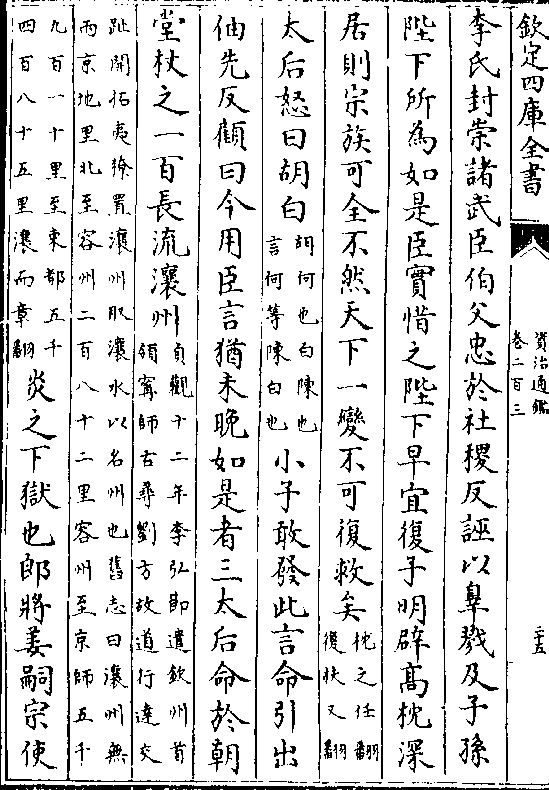 欽定四庫全書
資治通鑑
卷二百三
二十五
李氏封崇諸武臣伯父忠於社稷反誣以辠戮及子孫
陛下所為如是臣實惜之陛下早宜復子明辟髙枕深
居則宗族可全不然天下一變不可復救矣枕之任翻
復扶又翻
太后怒曰胡白胡何也白陳也
言何等陳白也小子敢發此言命引出
伷先反顧曰今用臣言猶未晚如是者三太后命於朝
堂杖之一百長流瀼州貞觀十二年李弘節遣欽州首
領甯師古尋劉方故道行達交
趾開拓夷獠置瀼州取瀼水以名州也舊志曰瀼州無
兩京地里北至容州二百八十二里容州至京師五千
九百一十里至東都五千
四百八十五里瀼而章翻炎之下獄也郎將姜嗣宗使